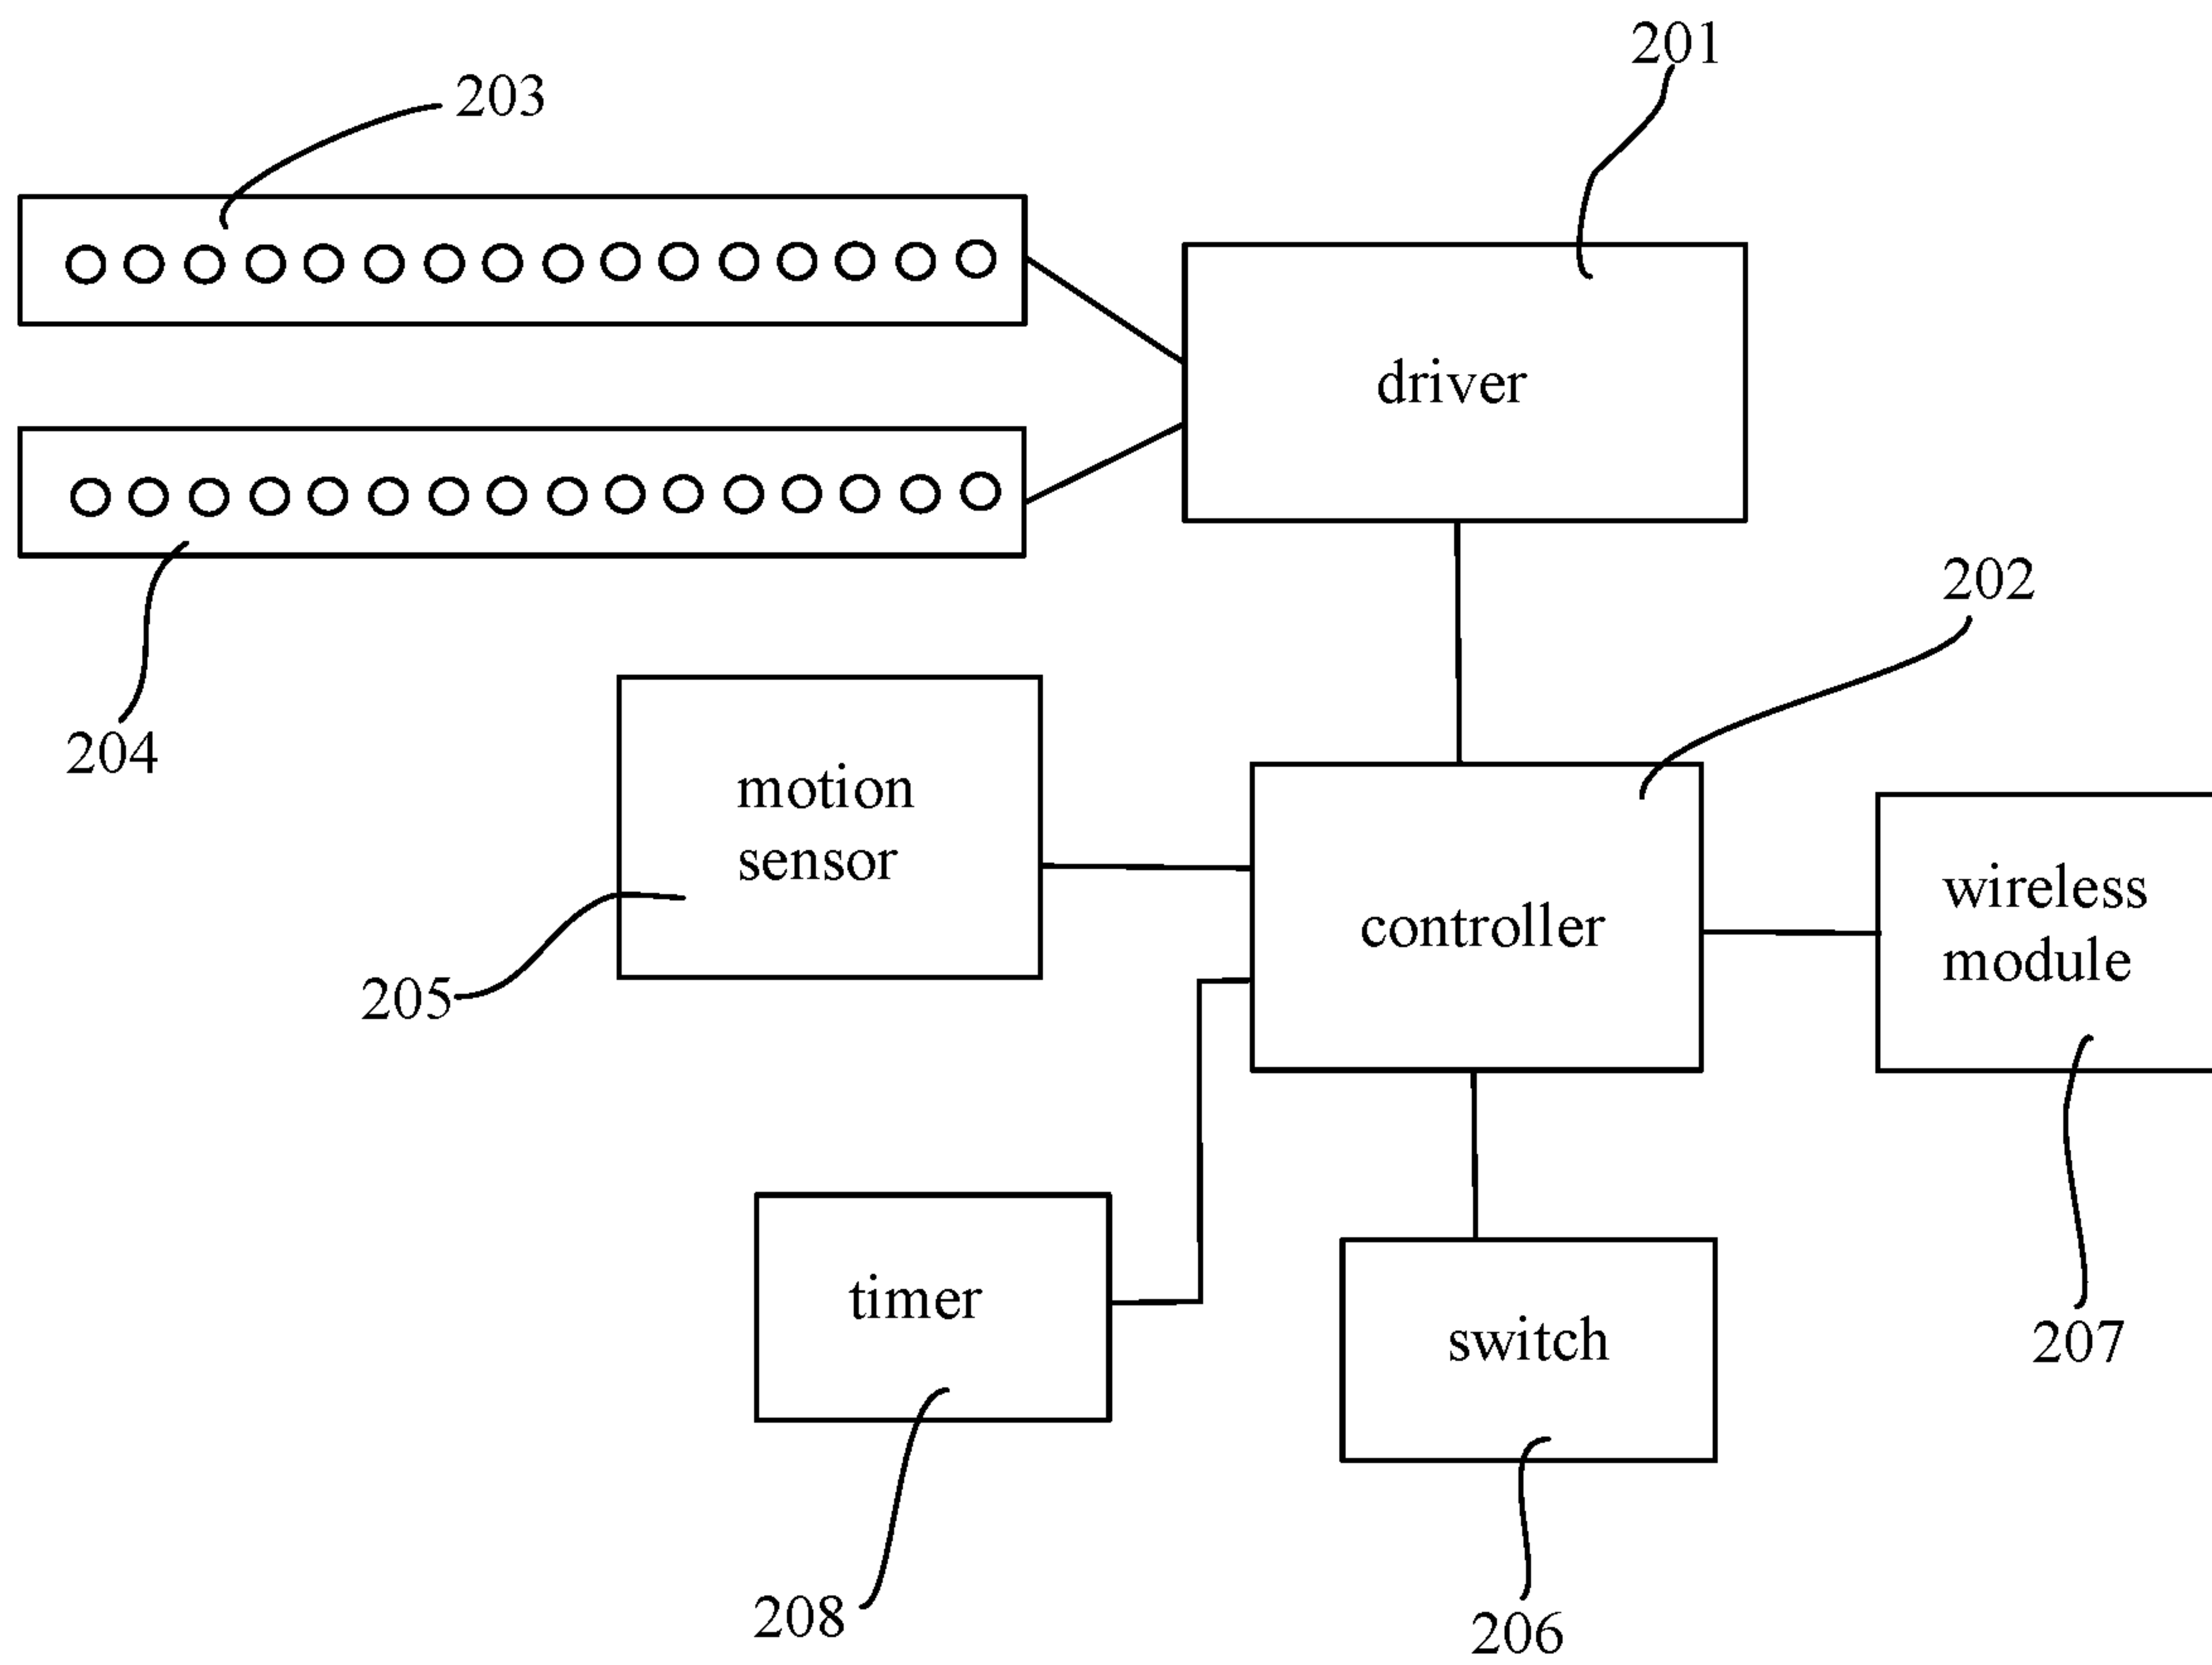 201
203
driver
202
204
motion
sensor
wireless
module
controller
205
timer
switch
207
208
206